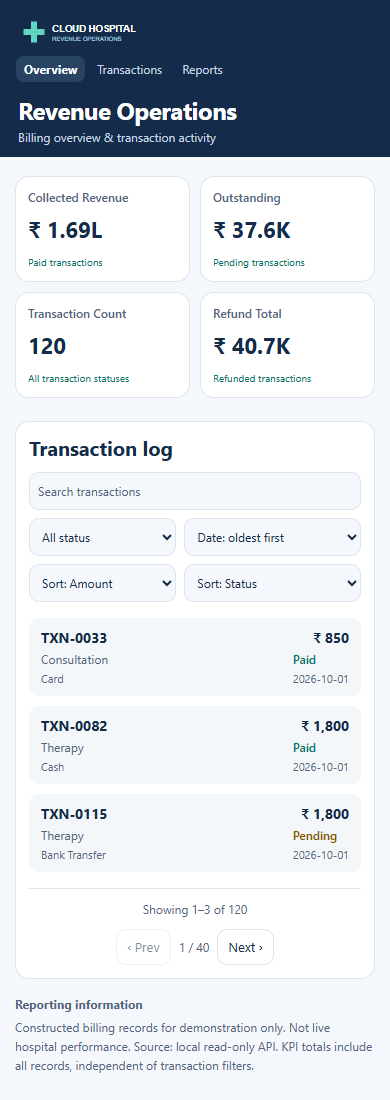 CLOUD HOSPITAL
REVENUE OPERATIONS
Overview Transactions Reports
Revenue Operations
Billing overview & transaction activity
Collected Revenue
₹ 1.69L
Paid transactions
Outstanding
₹ 37.6K
Pending transactions
Transaction Count
120
All transaction statuses
Refund Total
₹ 40.7K
Refunded transactions
Transaction log
Search transactions
All status
Date: oldest first
Sort: Amount
Sort: Status
TXN-0033 ₹ 850
Consultation Paid
Card 2026-10-01
TXN-0082 ₹ 1,800
Therapy Paid
Cash 2026-10-01
TXN-0115 ₹ 1,800
Therapy Pending
Bank Transfer 2026-10-01
Showing 1–3 of 120
‹ Prev 1 / 40 Next ›
Reporting information
Constructed billing records for demonstration only. Not live
hospital performance. Source: local read-only API. KPI totals include
all records, independent of transaction filters.